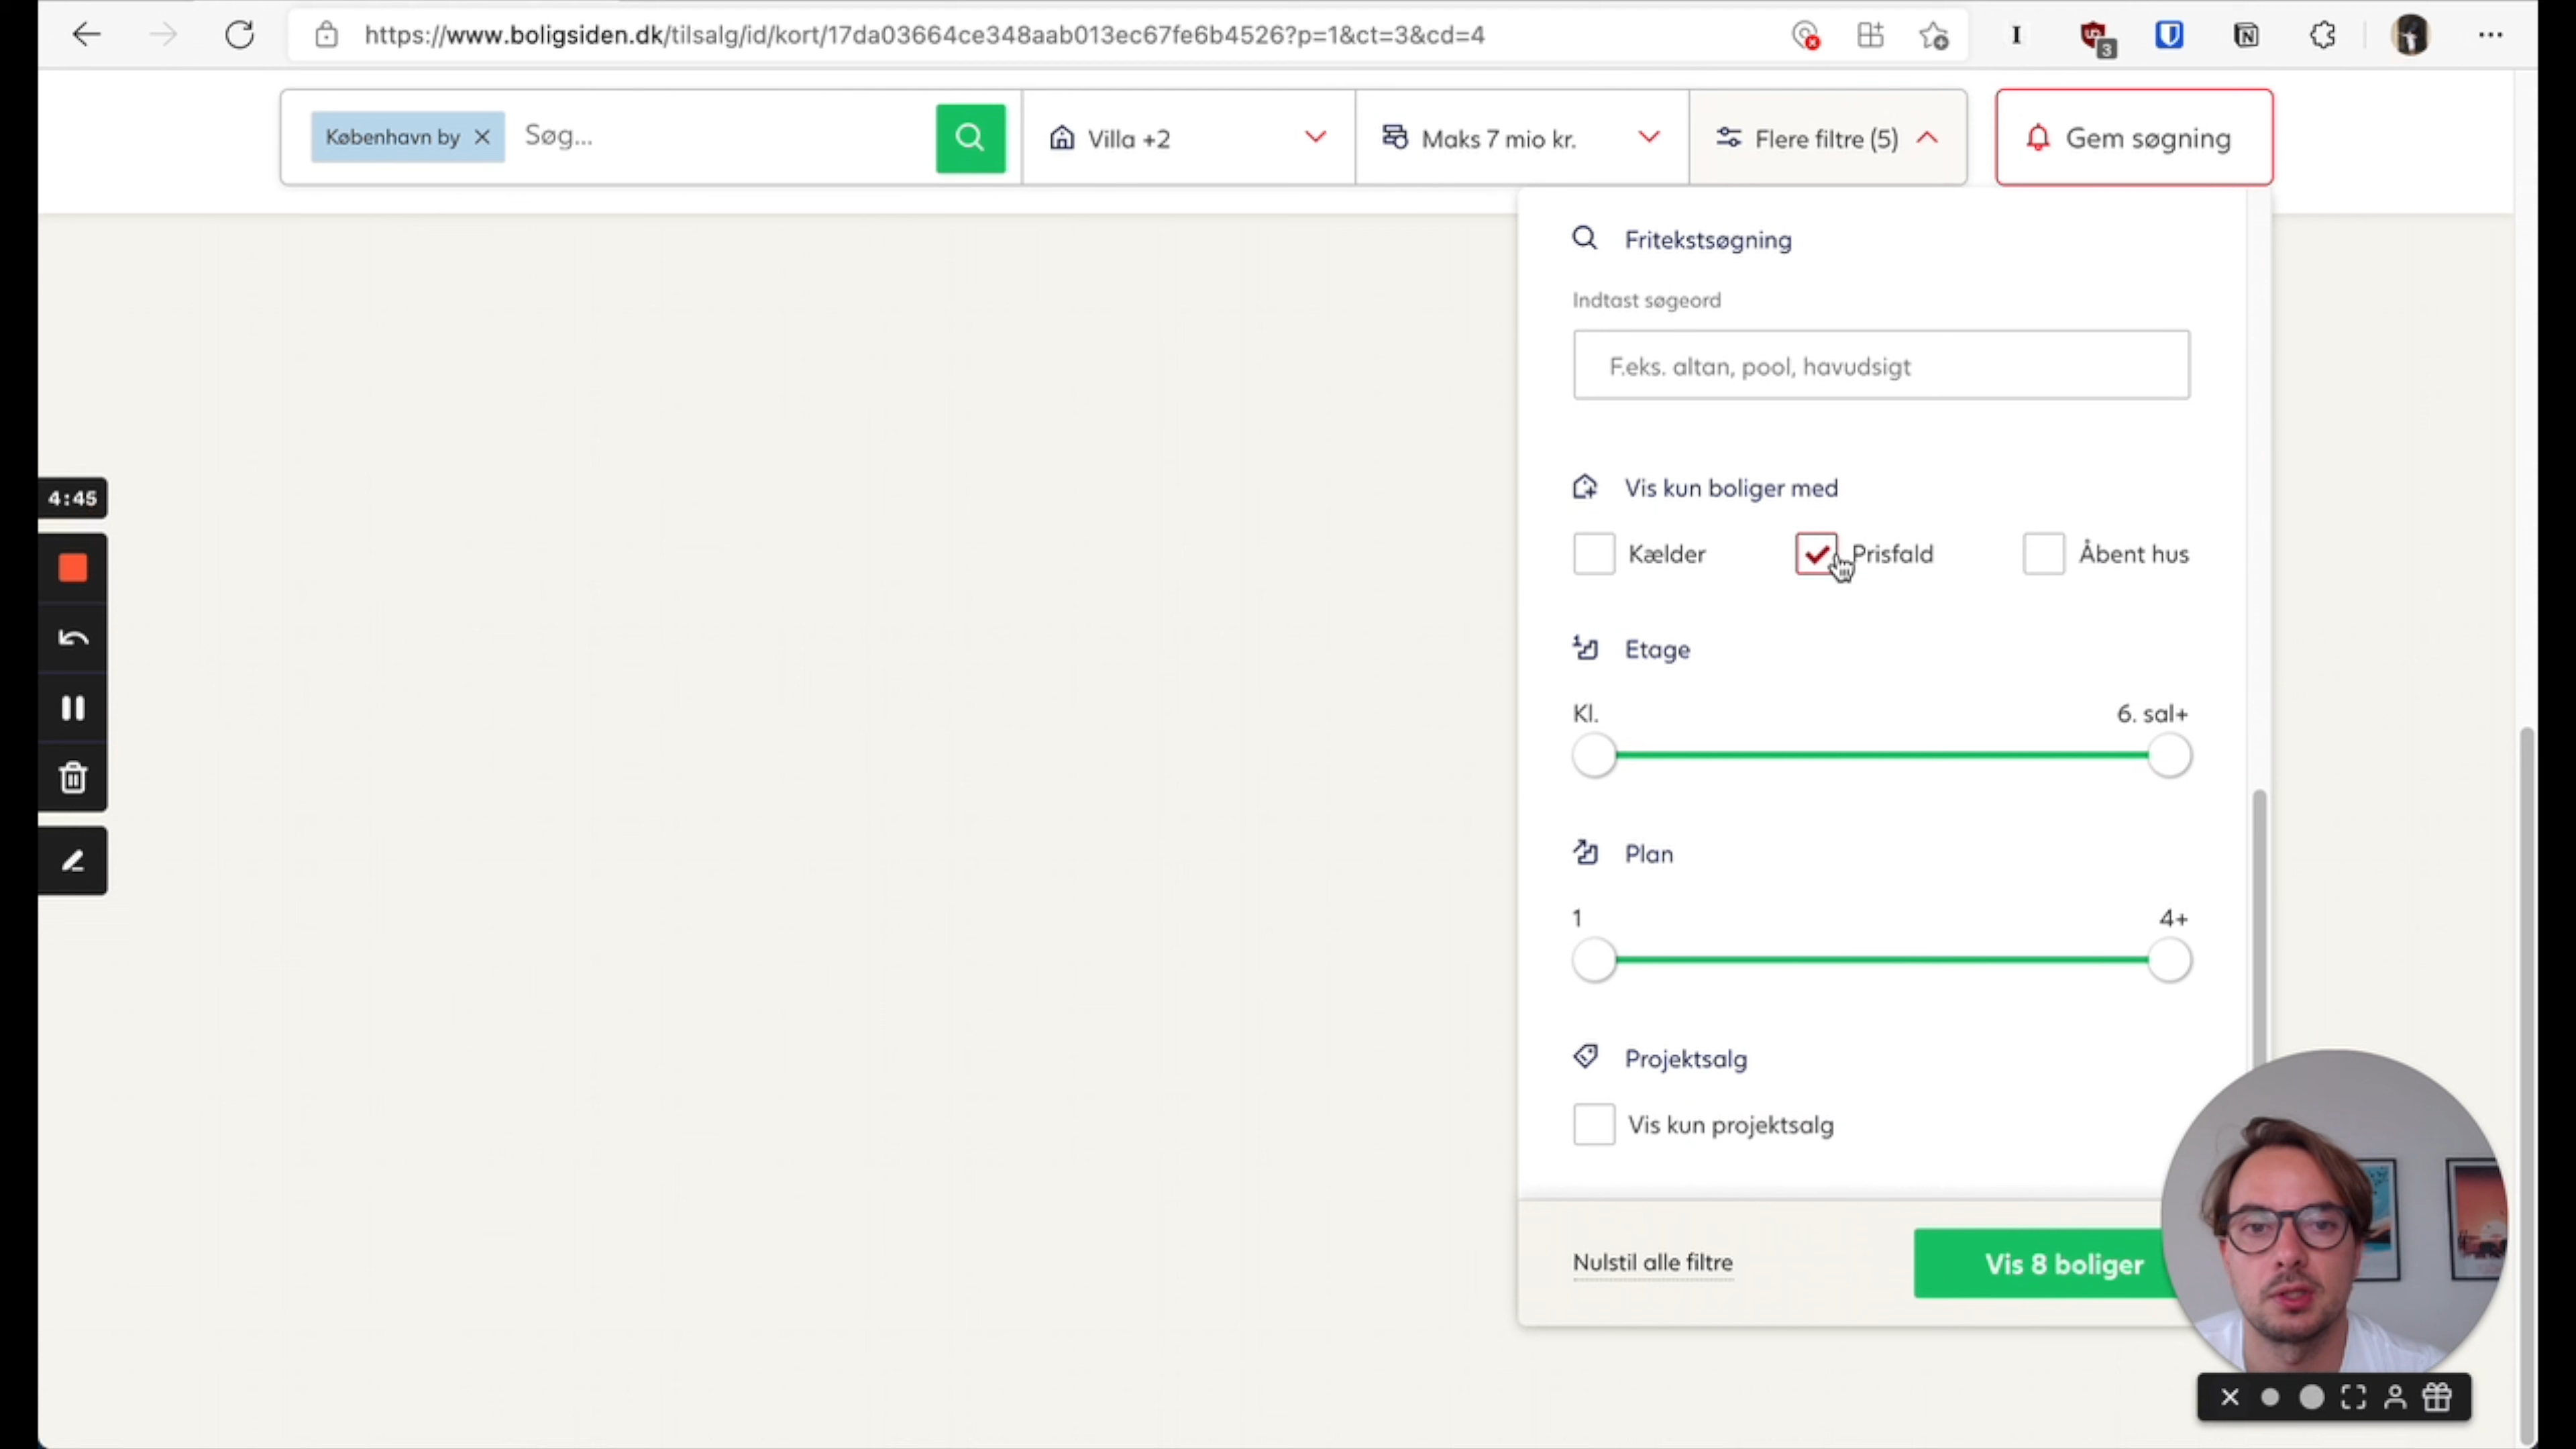 https://www.boligsiden.dk/tilsalg/id/kort/17da03664ce348aab013ec67fe6b4526?p=1&ct=3&cd=4
3
København by
Søg...
Villa +2
Maks 7 mio kr.
Flere filtre (5)
Gem søgning
Fritekstsøgning
Indtast søgeord
F.eks. altan, pool, havudsigt
4:45
Vis kun boliger med
Kælder
Prisfald
Åbent hus
Etage
Kl.
6. sal+
Plan
1
4+
Projektsalg
Vis kun projektsalg
Nulstil alle filtre
Vis 8 boliger